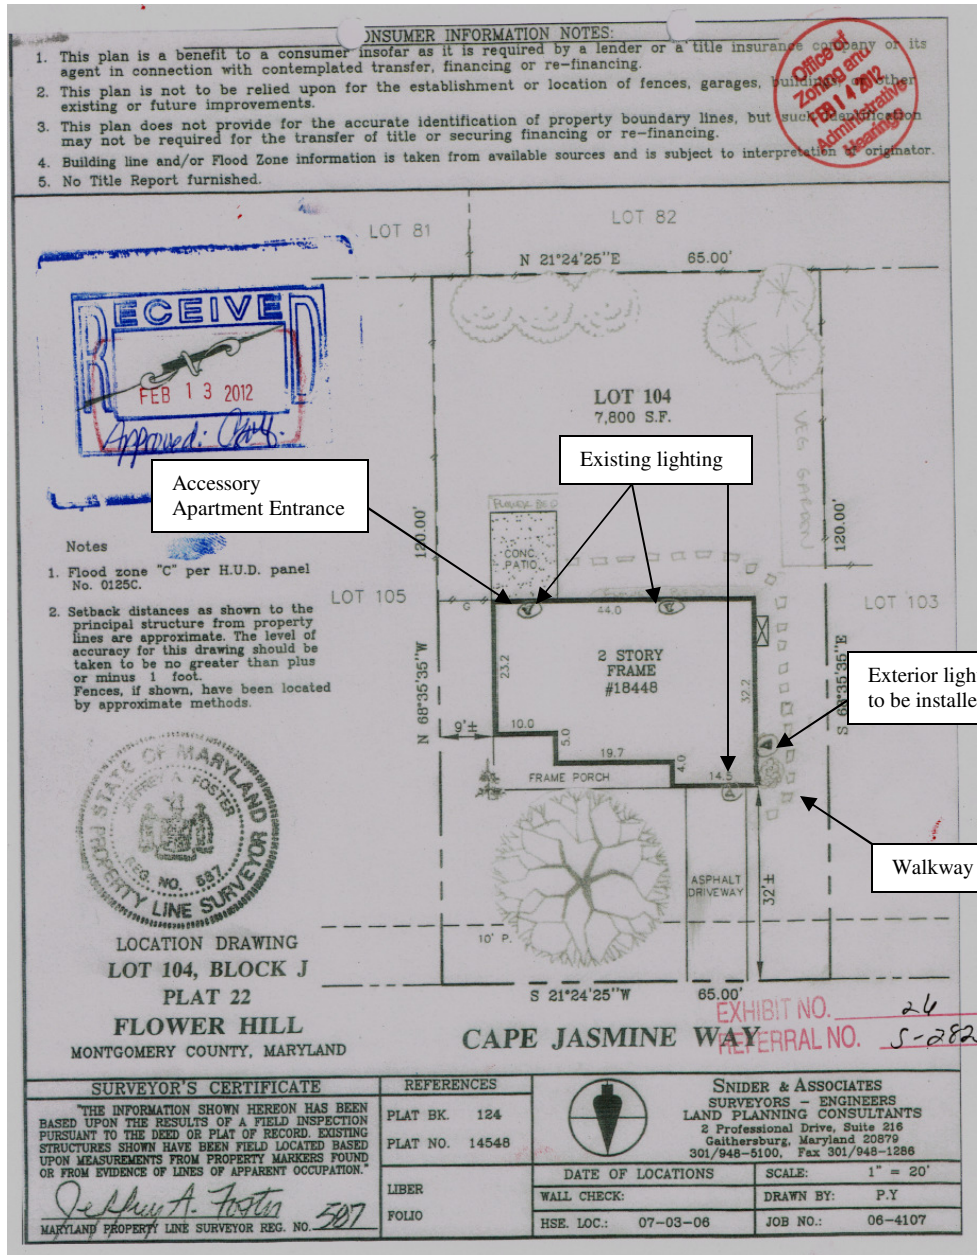 CONSUMER INFORMATION NOTES:
1. This plan is a benefit to a consumer insofar as it is required by a lender or a title insurance company or its
agent in connection with contemplated transfer, financing or re-financing.
2. This plan is not to be relied upon for the establishment or location of fences, garages, buildings, or other
existing or future improvements.
3. This plan does not provide for the accurate identification of property boundary lines, but such identification
may not be required for the transfer of title or securing financing or re-financing.
4. Building line and/or Flood Zone information is taken from available sources and is subject to interpretation of originator.
5. No Title Report furnished.
Office of
Zoning and
FEB 14 2012
Administrative
Hearings
LOT 81
LOT 82
N 21°24'25"E 65.00'
RECEIVED
FEB 13 2012
Approved:
LOT 104
7,800 S.F.
VEG GARDEN
Existing lighting
Accessory
Apartment Entrance
FLOWER BED
CONC.
PATIO
120.00'
120.00'
Notes
1. Flood zone "C" per H.U.D. panel
No. 0125C.
2. Setback distances as shown to the
principal structure from property
lines are approximate. The level of
accuracy for this drawing should be
taken to be no greater than plus
or minus 1 foot.
Fences, if shown, have been located
by approximate methods.
LOT 105
LOT 103
G
44.0
2 STORY
FRAME
#18448
23.2
32.2
N 68°35'35"W
S 68°35'35"E
Exterior ligh
to be installe
9'±
10.0
5.0
19.7
4.0
14.5
FRAME PORCH
Walkway
ASPHALT
DRIVEWAY
32'±
10' P.
STATE OF MARYLAND
JEFFREY A. FOSTER
REG. NO. 587
PROPERTY LINE SURVEYOR
S 21°24'25"W 65.00'
LOCATION DRAWING
LOT 104, BLOCK J
PLAT 22
FLOWER HILL
MONTGOMERY COUNTY, MARYLAND
CAPE JASMINE WAY
EXHIBIT NO. 26
REFERRAL NO. S-282
SURVEYOR'S CERTIFICATE
"THE INFORMATION SHOWN HEREON HAS BEEN
BASED UPON THE RESULTS OF A FIELD INSPECTION
PURSUANT TO THE DEED OR PLAT OF RECORD. EXISTING
STRUCTURES SHOWN HAVE BEEN FIELD LOCATED BASED
UPON MEASUREMENTS FROM PROPERTY MARKERS FOUND
OR FROM EVIDENCE OF LINES OF APPARENT OCCUPATION."
Jeffrey A. Foster
MARYLAND PROPERTY LINE SURVEYOR REG. NO. 587
REFERENCES
PLAT BK. 124
PLAT NO. 14548
LIBER
FOLIO
SNIDER & ASSOCIATES
SURVEYORS - ENGINEERS
LAND PLANNING CONSULTANTS
2 Professional Drive, Suite 216
Gaithersburg, Maryland 20879
301/948-5100, Fax 301/948-1286
DATE OF LOCATIONS
WALL CHECK:
HSE. LOC.: 07-03-06
SCALE: 1" = 20'
DRAWN BY: P.Y
JOB NO.: 06-4107